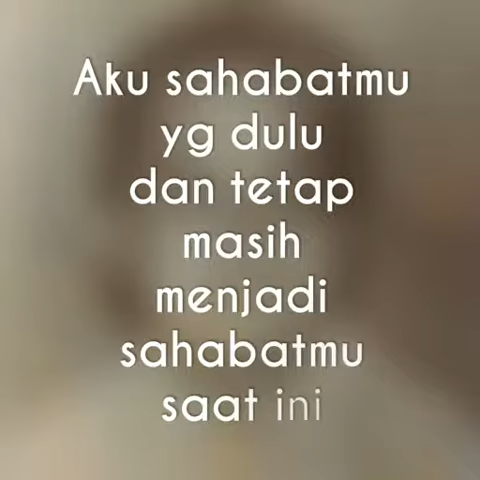 Aku sahabatmu
yg dulu
dan tetap
masih
menjadi
sahabatmu
saat ini